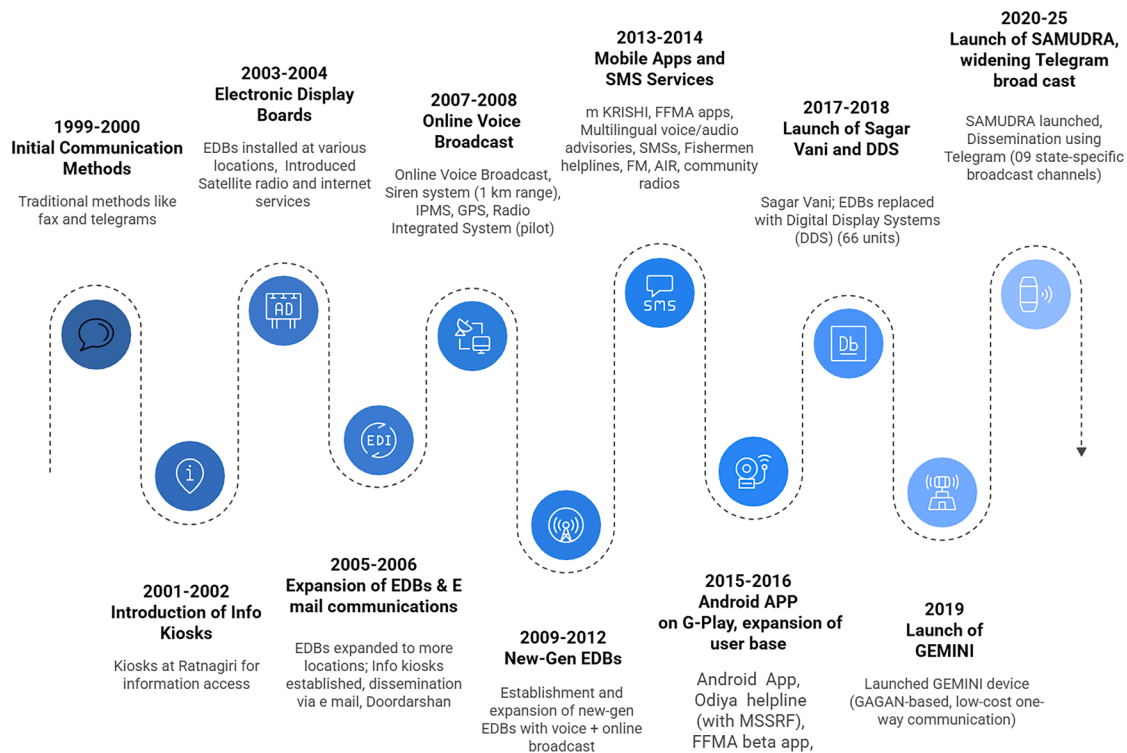 1999-2000
Initial Communication
Methods
Traditional methods like
fax and telegrams
2001-2002
Introduction of Info
Kiosks
Kiosks at Ratnagiri for
information access
2003-2004
Electronic Display
Boards
EDBs installed at various
locations, Introduced
Satellite radio and internet
services
AD
2005-2006
Expansion of EDBs & E
mail communications
EDBs expanded to more
locations; Info kiosks
established, dissemination
via e mail, Doordarshan
EDI
2007-2008
Online Voice
Broadcast
Online Voice Broadcast,
Siren system (1 km range),
IPMS, GPS, Radio
Integrated System (pilot)
2009-2012
New-Gen EDBs
Establishment and
expansion of new-gen
EDBs with voice + online
broadcast
2013-2014
Mobile Apps and
SMS Services
m KRISHI, FFMA apps,
Multilingual voice/audio
advisories, SMSs, Fishermen
helplines, FM, AIR, community
radios
SMS
2015-2016
Android APP
on G-Play, expansion of
user base
Android App,
Odiya helpline
(with MSSRF),
FFMA beta app,
2017-2018
Launch of Sagar
Vani and DDS
Sagar Vani; EDBs replaced
with Digital Display Systems
(DDS) (66 units)
Db
2019
Launch of
GEMINI
Launched GEMINI device
(GAGAN-based, low-cost one-
way communication)
2020-25
Launch of SAMUDRA,
widening Telegram
broad cast
SAMUDRA launched,
Dissemination using
Telegram (09 state-specific
broadcast channels)
i